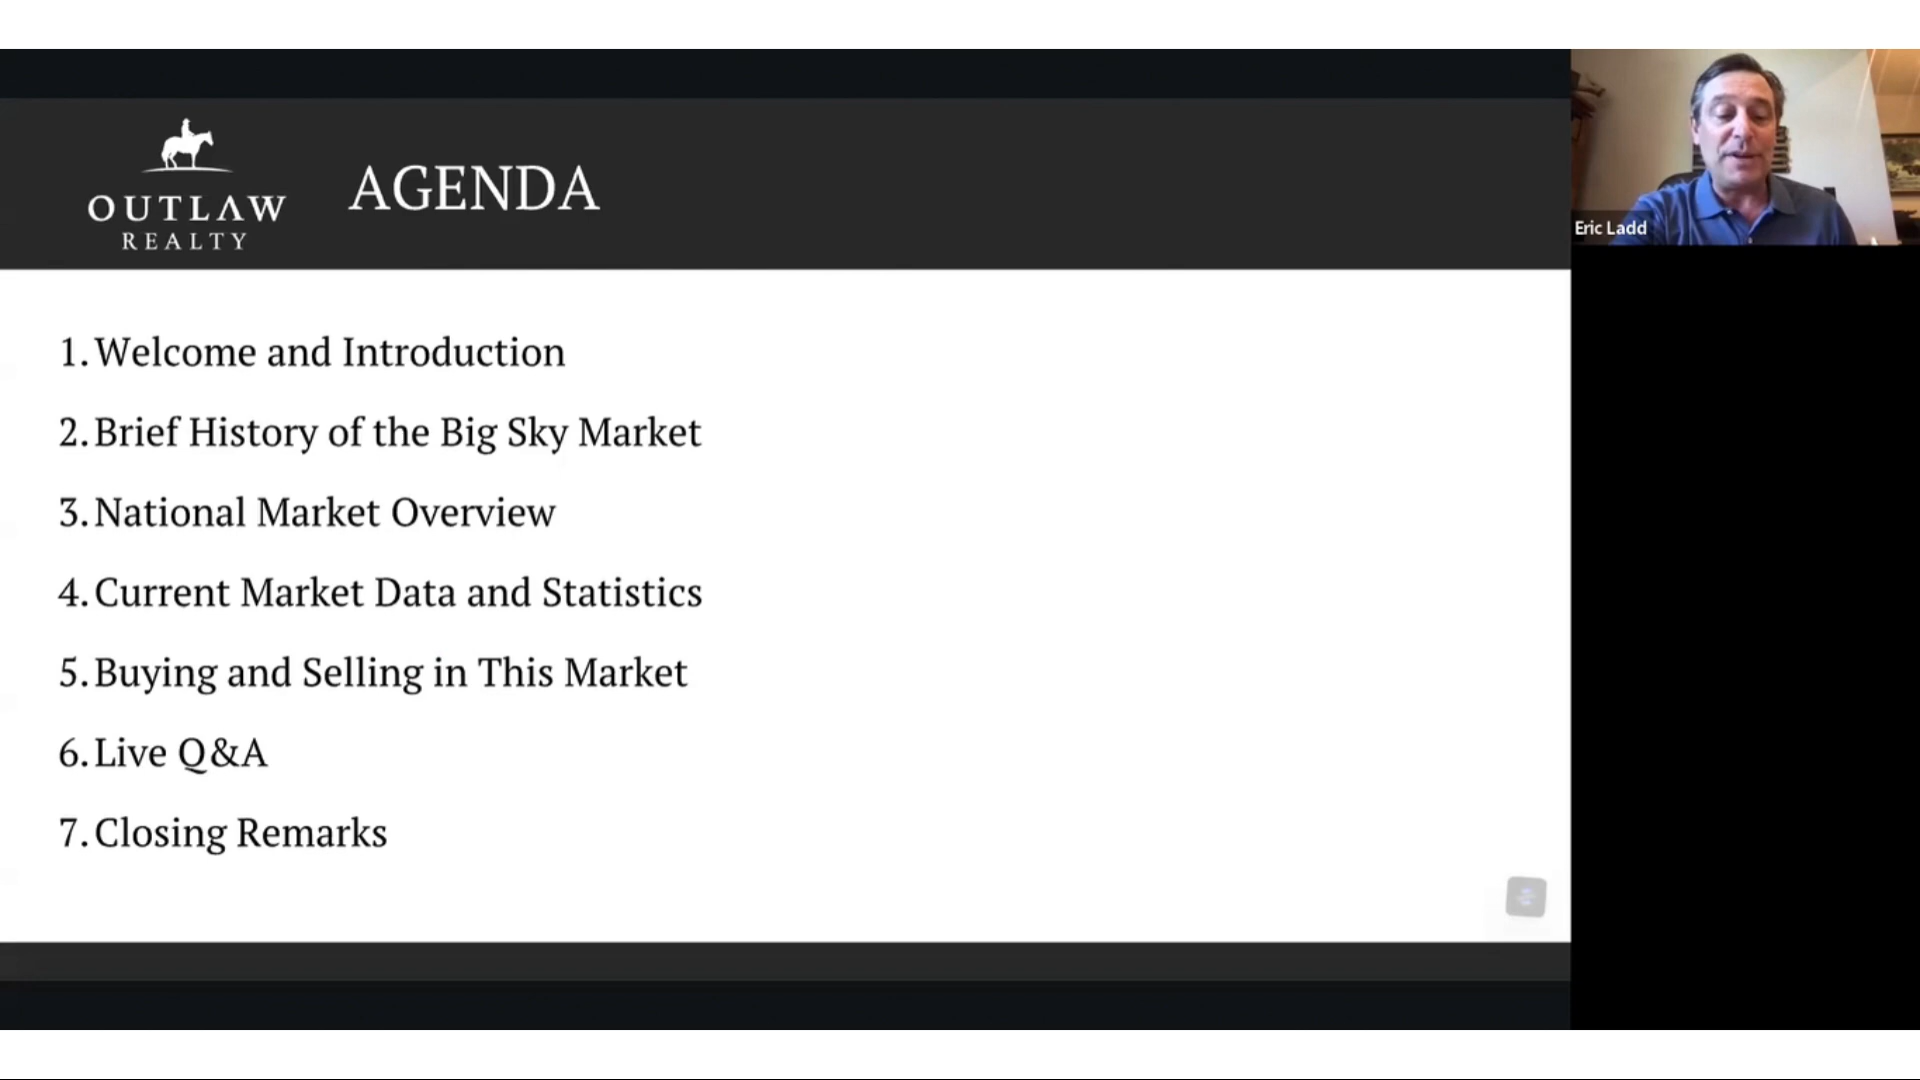 OUTLAW
REALTY
AGENDA
Eric Ladd
1. Welcome and Introduction
2. Brief History of the Big Sky Market
3. National Market Overview
4. Current Market Data and Statistics
5. Buying and Selling in This Market
6. Live Q&A
7. Closing Remarks